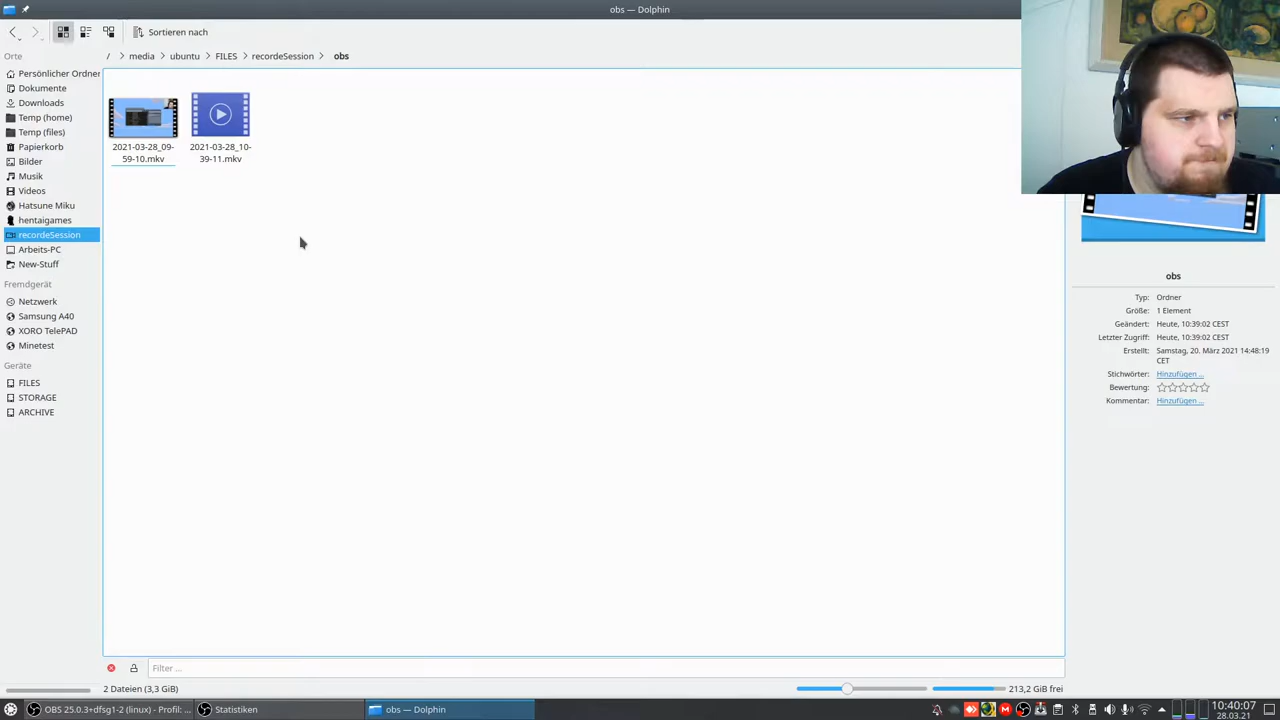 obs — Dolphin
Sortieren nach
/ > media > ubuntu > FILES > recordeSession > obs
Orte
Persönlicher Ordner
Dokumente
Downloads
Temp (home)
Temp (files)
Papierkorb
Bilder
Musik
Videos
Hatsune Miku
hentaigames
recordeSession
Arbeits-PC
New-Stuff
Fremdgerät
Netzwerk
Samsung A40
XORO TelePAD
Minetest
Geräte
FILES
STORAGE
ARCHIVE
2021-03-28_09-
59-10.mkv
2021-03-28_10-
39-11.mkv
obs
Typ: Ordner
Größe: 1 Element
Geändert: Heute, 10:39:02 CEST
Letzter Zugriff: Heute, 10:39:02 CEST
Erstellt: Samstag, 20. März 2021 14:48:19
CET
Stichwörter: Hinzufügen ...
Bewertung:
Kommentar: Hinzufügen ...
Filter ...
2 Dateien (3,3 GiB)
213,2 GiB frei
OBS 25.0.3+dfsg1-2 (linux) - Profil: ...
Statistiken
obs — Dolphin
10:40:07
28.03.21